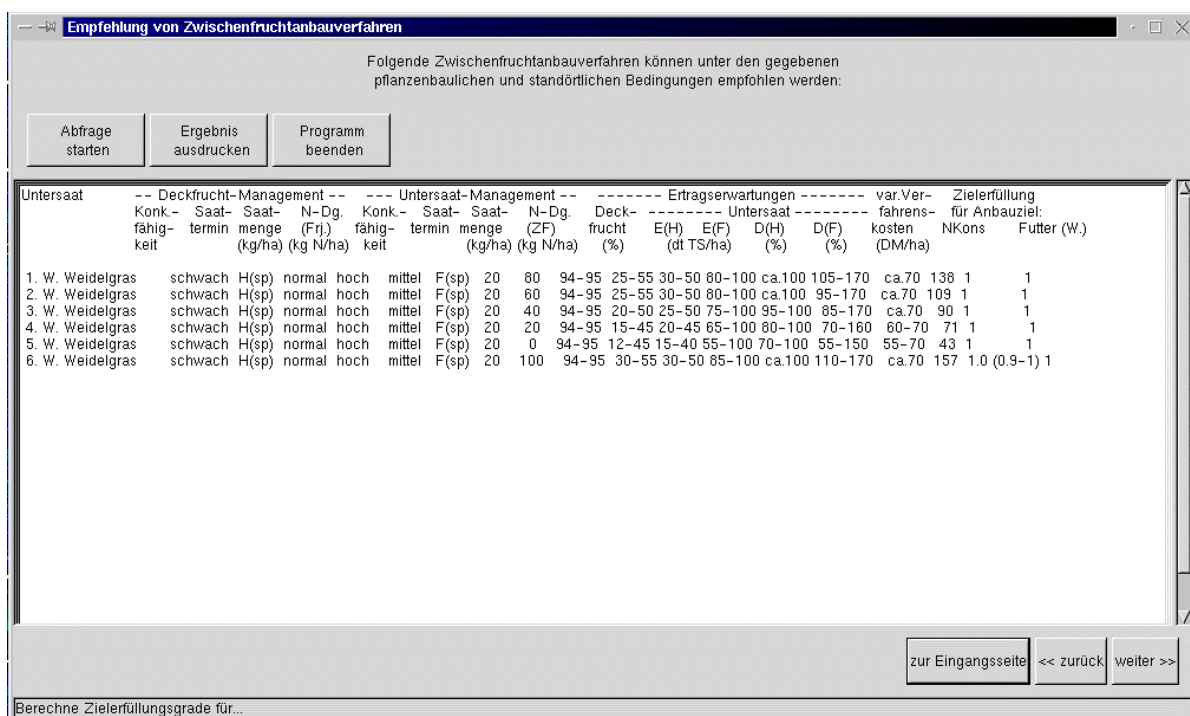 Empfehlung von Zwischenfruchtanbauverfahren
Folgende Zwischenfruchtanbauverfahren können unter den gegebenen
pflanzenbaulichen und standörtlichen Bedingungen empfohlen werden:
Abfrage starten
Ergebnis ausdrucken
Programm beenden
Untersaat -- Deckfrucht-Management -- --- Untersaat-Management -- ------- Ertragserwartungen ------- var.Ver- Zielerfüllung
Konk.- Saat- Saat- N-Dg. Konk.- Saat- Saat- N-Dg. Deck- -------- Untersaat -------- fahrens- für Anbauziel:
fähig- termin menge (Frj.) fähig- termin menge (ZF) frucht E(H) E(F) D(H) D(F) kosten NKons Futter (W.)
keit (kg/ha) (kg N/ha) keit (kg/ha) (kg N/ha) (%) (dt TS/ha) (%) (%) (DM/ha)
1. W. Weidelgras schwach H(sp) normal hoch mittel F(sp) 20 80 94-95 25-55 30-50 80-100 ca.100 105-170 ca.70 138 1 1
2. W. Weidelgras schwach H(sp) normal hoch mittel F(sp) 20 60 94-95 25-55 30-50 80-100 ca.100 95-170 ca.70 109 1 1
3. W. Weidelgras schwach H(sp) normal hoch mittel F(sp) 20 40 94-95 20-50 25-50 75-100 95-100 85-170 ca.70 90 1 1
4. W. Weidelgras schwach H(sp) normal hoch mittel F(sp) 20 20 94-95 15-45 20-45 65-100 80-100 70-160 60-70 71 1 1
5. W. Weidelgras schwach H(sp) normal hoch mittel F(sp) 20 0 94-95 12-45 15-40 55-100 70-100 55-150 55-70 43 1 1
6. W. Weidelgras schwach H(sp) normal hoch mittel F(sp) 20 100 94-95 30-55 30-50 85-100 ca.100 110-170 ca.70 157 1.0 (0.9-1) 1
zur Eingangsseite << zurück weiter >>
Berechne Zielerfüllungsgrade für...